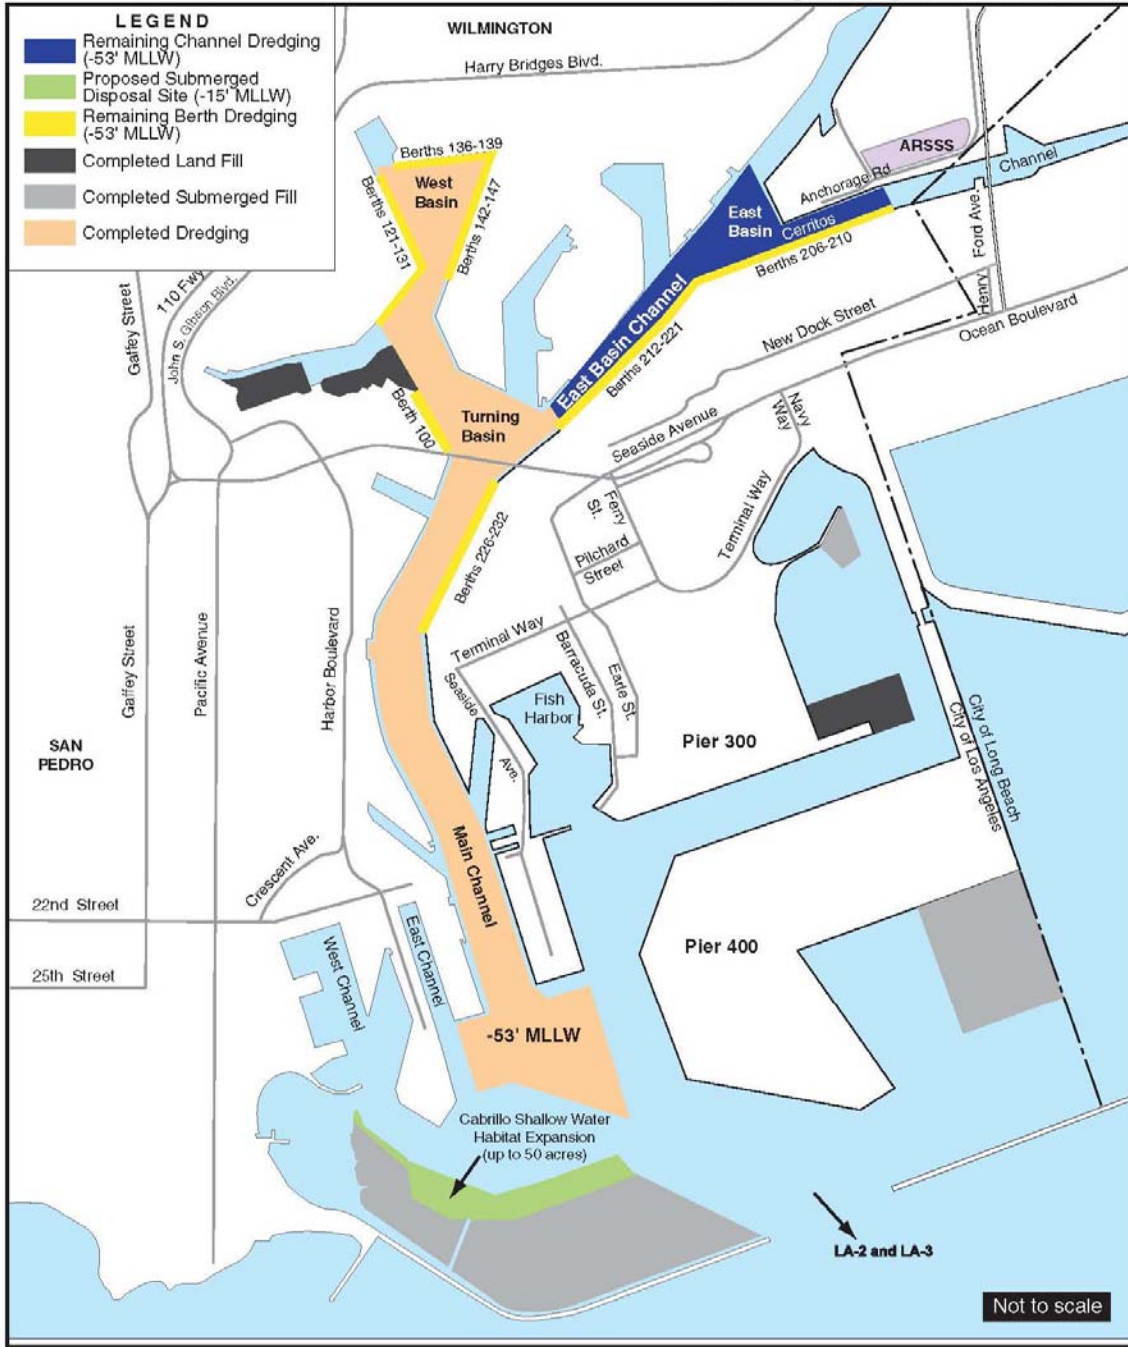 LEGEND
Remaining Channel Dredging
(-53' MLLW)
Proposed Submerged
Disposal Site (-15' MLLW)
Remaining Berth Dredging
(-53' MLLW)
Completed Land Fill
Completed Submerged Fill
Completed Dredging
WILMINGTON
Harry Bridges Blvd.
Berths 136-139
West
Basin
Berths 121-131
Berths 142-147
ARSSS
Anchorage Rd
Channel
East
Basin
Cerritos
Berths 206-210
Henry Ford Ave.
Gaffey Street
110 Fwy
John S. Gibson Blvd.
East Basin Channel
Berths 212-221
New Dock Street
Ocean Boulevard
Berth 100
Turning
Basin
Seaside Avenue
Navy
Way
Ferry
St.
Terminal Way
Pilchard
Street
Berths 226-232
Gaffey Street
Pacific Avenue
Harbor Boulevard
Terminal Way
Seaside
Ave.
Barracuda St.
Earle St.
Fish
Harbor
SAN
PEDRO
Pier 300
City of Long Beach
City of Los Angeles
Main Channel
Crescent Ave.
22nd Street
25th Street
West Channel
East Channel
Pier 400
-53' MLLW
Cabrillo Shallow Water
Habitat Expansion
(up to 50 acres)
LA-2 and LA-3
Not to scale